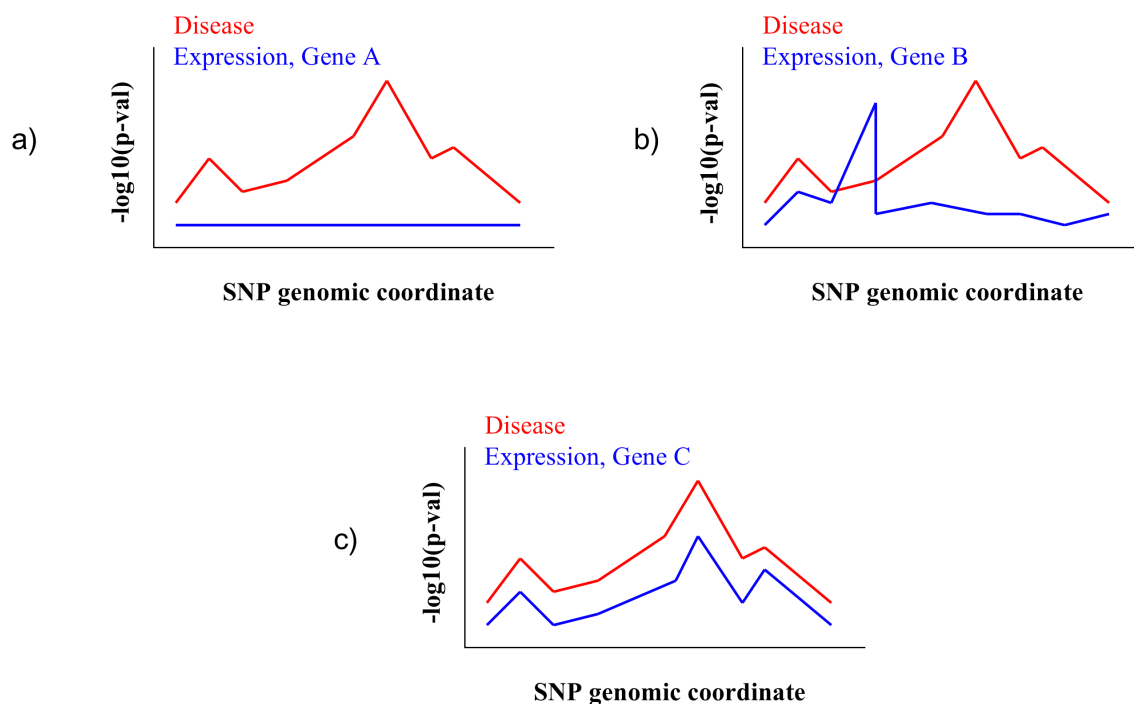 Disease
Expression, Gene A
a)
-log10(p-val)
SNP genomic coordinate
Disease
Expression, Gene B
b)
-log10(p-val)
SNP genomic coordinate
Disease
Expression, Gene C
c)
-log10(p-val)
SNP genomic coordinate